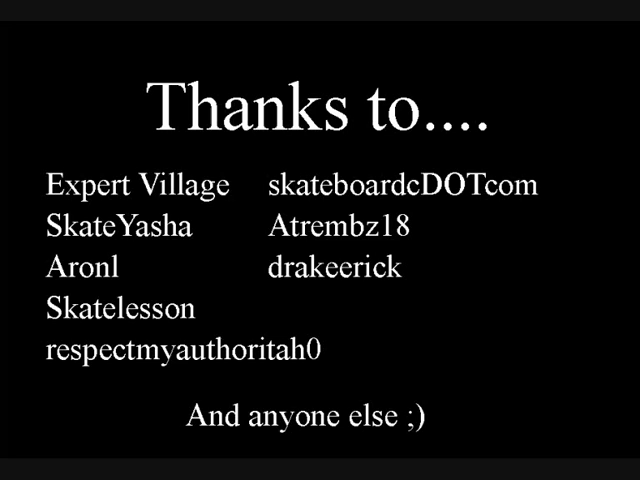 Thanks to....
Expert Village skateboardcDOTcom
SkateYasha Atrembz18
Aronl drakeerick
Skatelesson
respectmyauthoritah0
And anyone else ;)